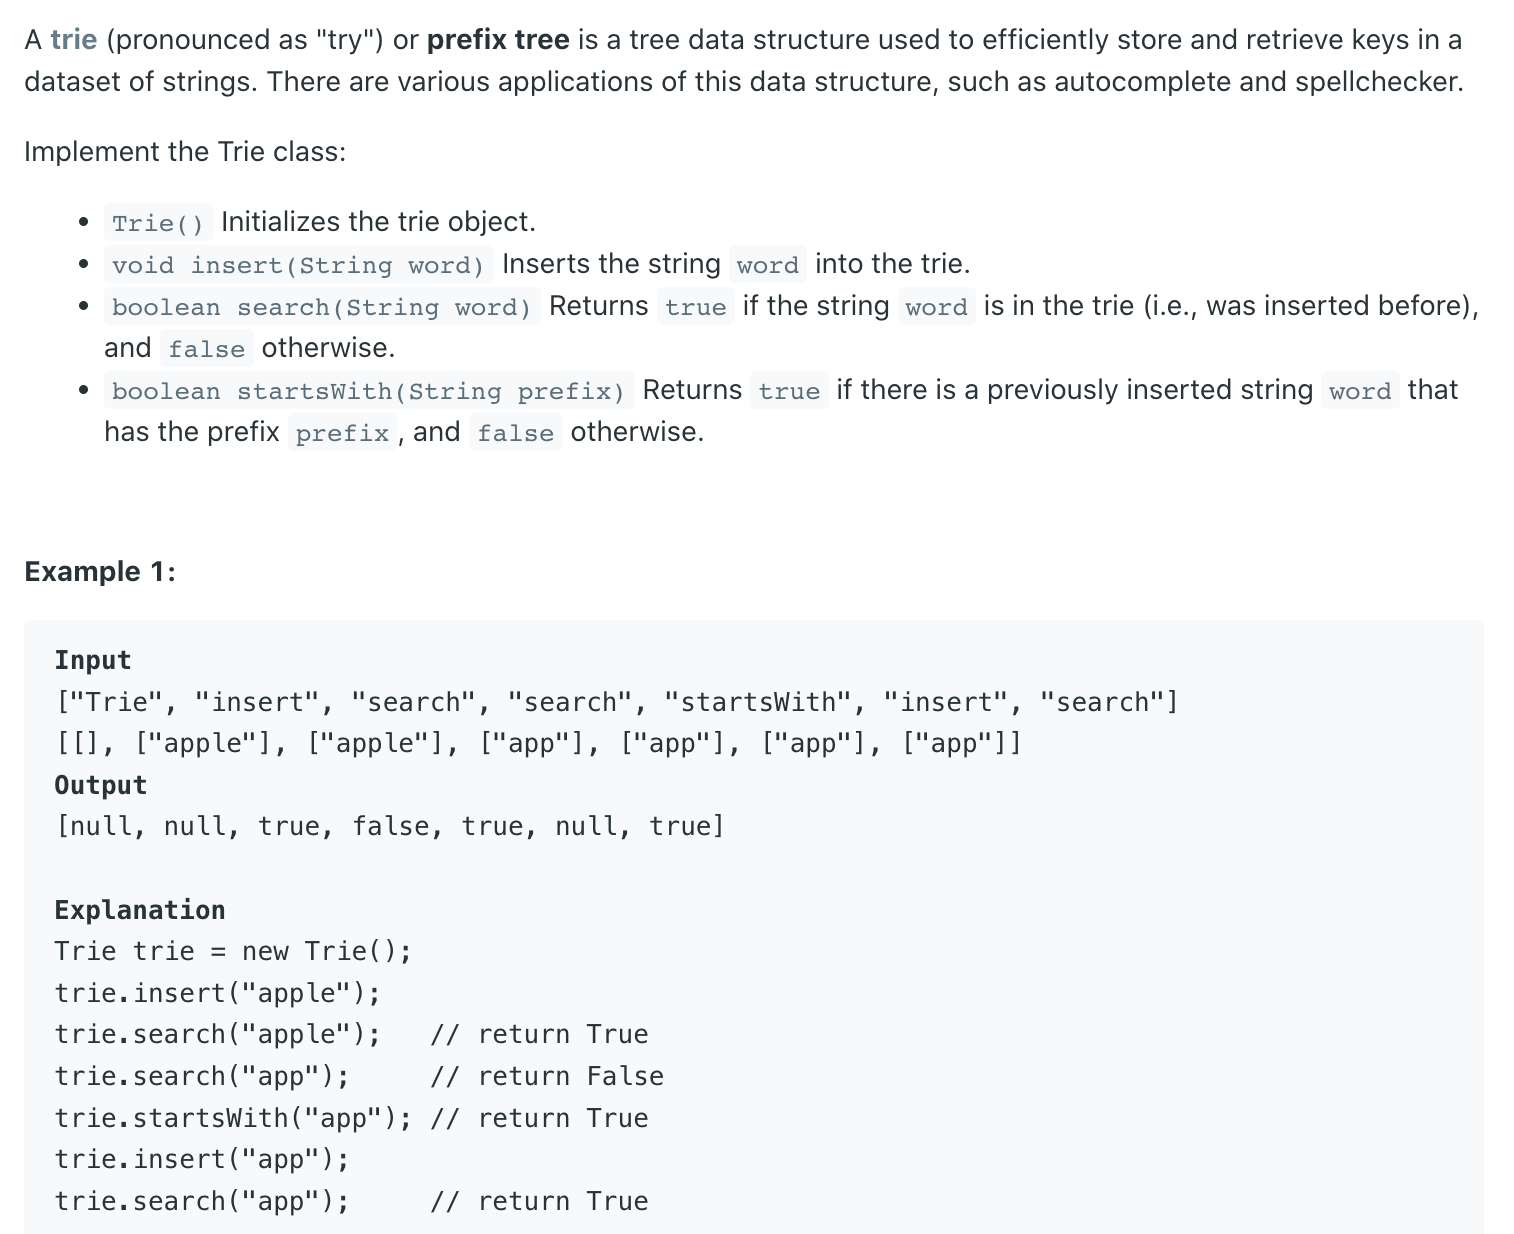 A trie (pronounced as "try") or prefix tree is a tree data structure used to efficiently store and retrieve keys in a
dataset of strings. There are various applications of this data structure, such as autocomplete and spellchecker.
Implement the Trie class:
• Trie() Initializes the trie object.
• void insert(String word) Inserts the string word into the trie.
• boolean search(String word) Returns true if the string word is in the trie (i.e., was inserted before),
and false otherwise.
• boolean startsWith(String prefix) Returns true if there is a previously inserted string word that
has the prefix prefix, and false otherwise.
Example 1:
Input
["Trie", "insert", "search", "search", "startsWith", "insert", "search"]
[[], ["apple"], ["apple"], ["app"], ["app"], ["app"], ["app"]]
Output
[null, null, true, false, true, null, true]
Explanation
Trie trie = new Trie();
trie.insert("apple");
trie.search("apple");   // return True
trie.search("app");     // return False
trie.startsWith("app"); // return True
trie.insert("app");
trie.search("app");     // return True